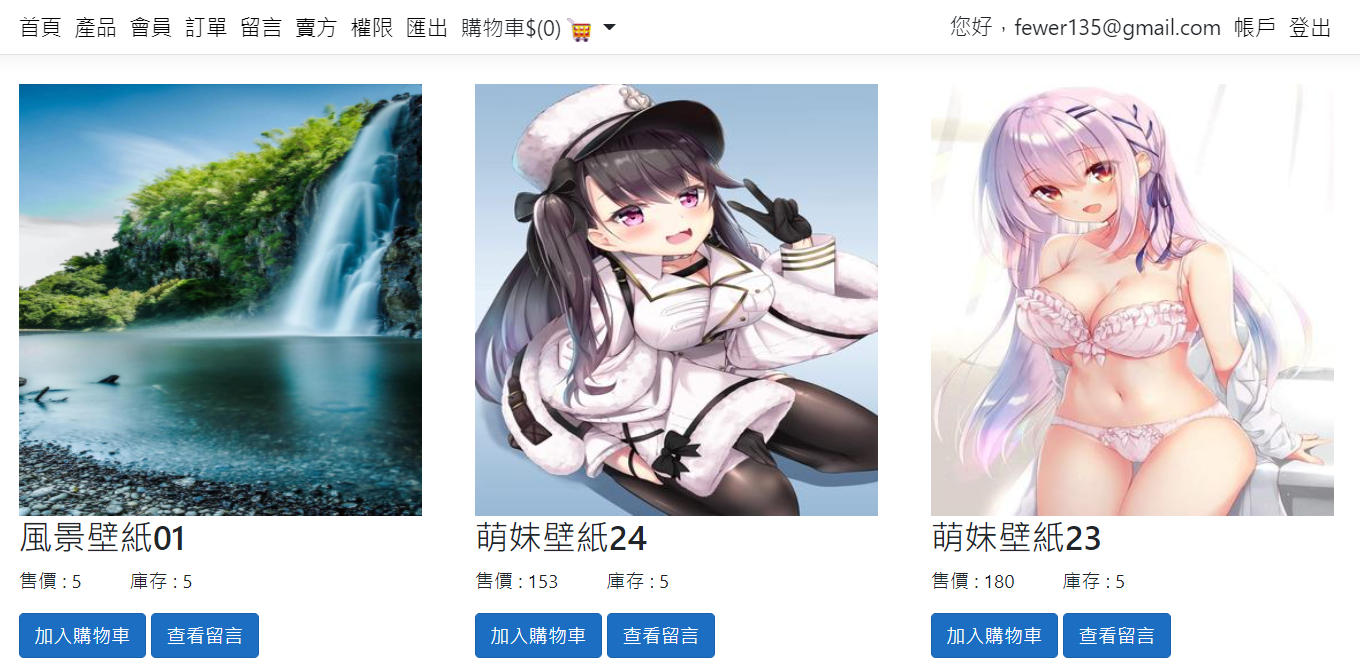 首頁 產品 會員 訂單 留言 賣方 權限 匯出 購物車$(0) 您好，fewer135@gmail.com 帳戶 登出
風景壁紙01 萌妹壁紙24 萌妹壁紙23
售價 : 5 庫存 : 5 售價 : 153 庫存 : 5 售價 : 180 庫存 : 5
加入購物車 查看留言 加入購物車 查看留言 加入購物車 查看留言